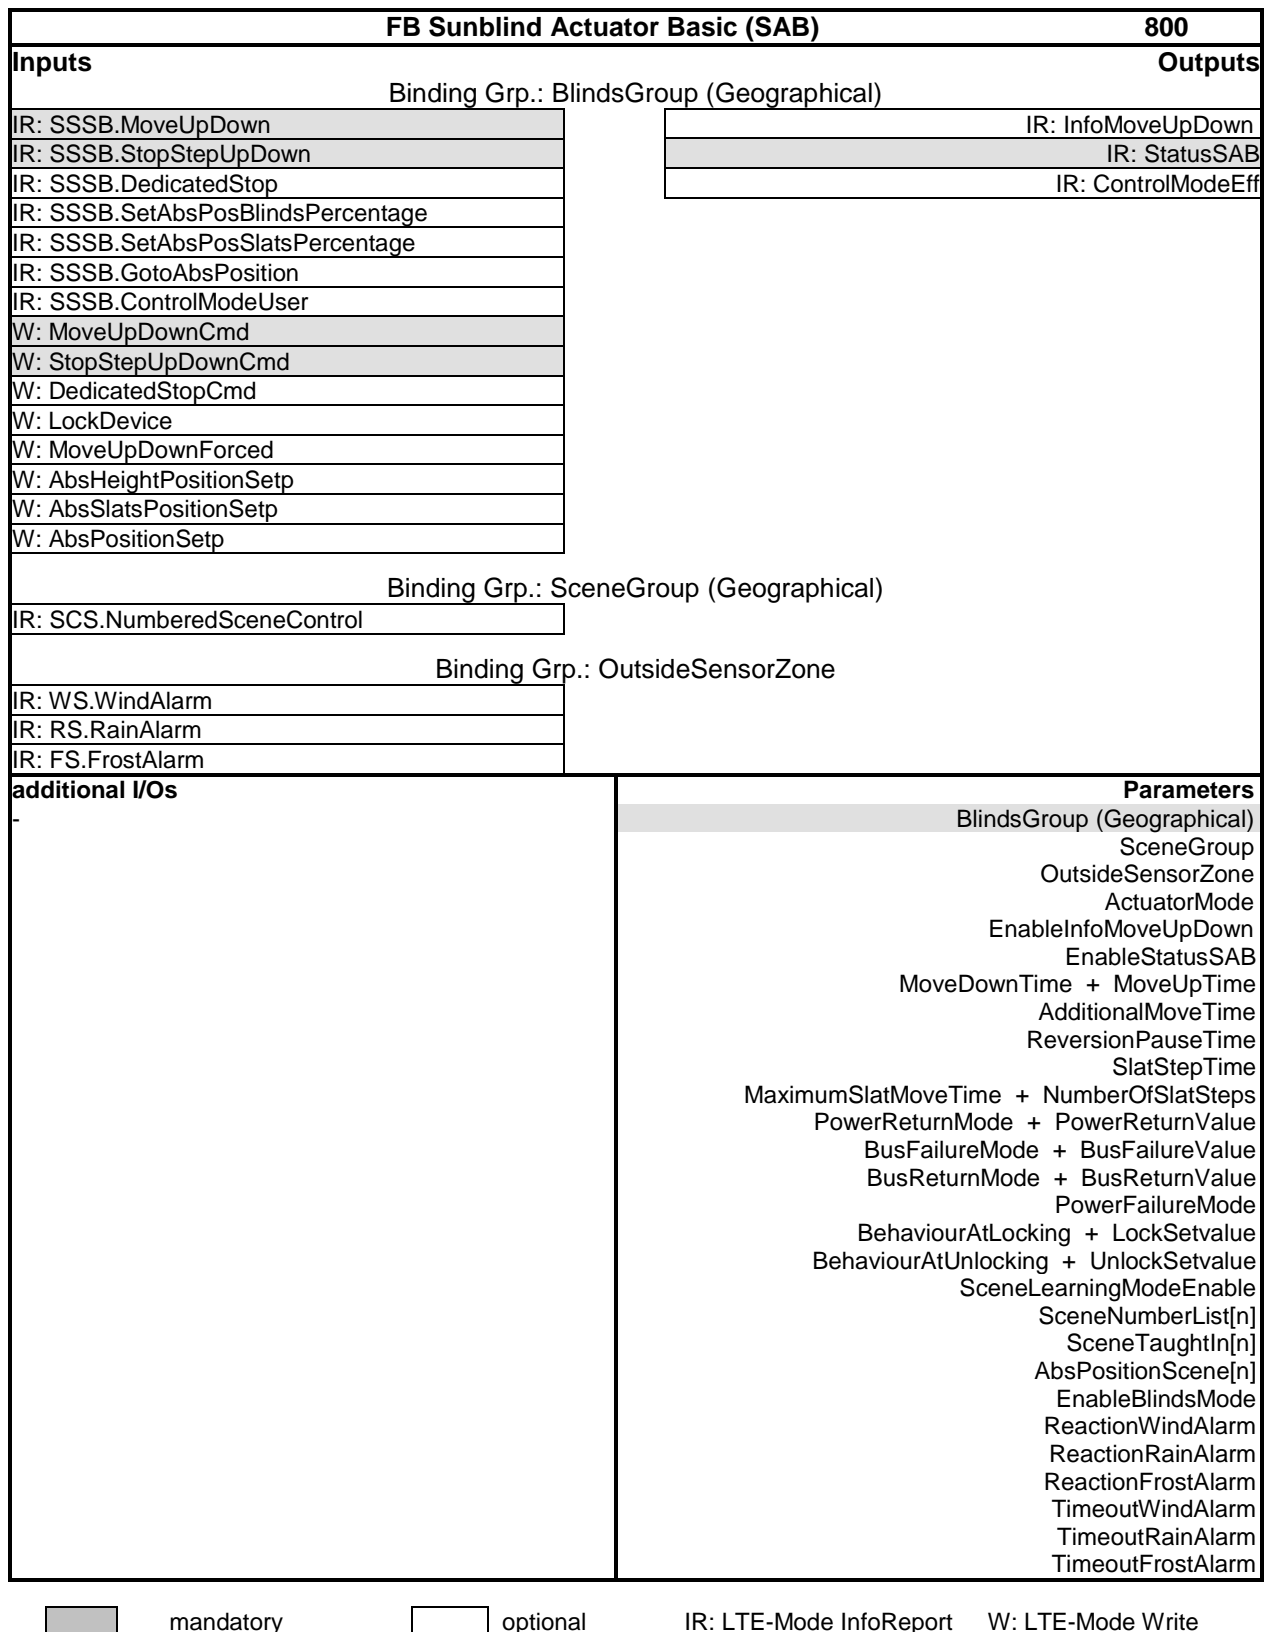 FB Sunblind Actuator Basic (SAB) 800
Inputs Outputs
Binding Grp.: BlindsGroup (Geographical)
IR: SSSB.MoveUpDown IR: InfoMoveUpDown
IR: SSSB.StopStepUpDown IR: StatusSAB
IR: SSSB.DedicatedStop IR: ControlModeEff
IR: SSSB.SetAbsPosBlindsPercentage
IR: SSSB.SetAbsPosSlatsPercentage
IR: SSSB.GotoAbsPosition
IR: SSSB.ControlModeUser
W: MoveUpDownCmd
W: StopStepUpDownCmd
W: DedicatedStopCmd
W: LockDevice
W: MoveUpDownForced
W: AbsHeightPositionSetp
W: AbsSlatsPositionSetp
W: AbsPositionSetp
Binding Grp.: SceneGroup (Geographical)
IR: SCS.NumberedSceneControl
Binding Grp.: OutsideSensorZone
IR: WS.WindAlarm
IR: RS.RainAlarm
IR: FS.FrostAlarm
additional I/Os Parameters
- BlindsGroup (Geographical)
SceneGroup
OutsideSensorZone
ActuatorMode
EnableInfoMoveUpDown
EnableStatusSAB
MoveDownTime + MoveUpTime
AdditionalMoveTime
ReversionPauseTime
SlatStepTime
MaximumSlatMoveTime + NumberOfSlatSteps
PowerReturnMode + PowerReturnValue
BusFailureMode + BusFailureValue
BusReturnMode + BusReturnValue
PowerFailureMode
BehaviourAtLocking + LockSetvalue
BehaviourAtUnlocking + UnlockSetvalue
SceneLearningModeEnable
SceneNumberList[n]
SceneTaughtIn[n]
AbsPositionScene[n]
EnableBlindsMode
ReactionWindAlarm
ReactionRainAlarm
ReactionFrostAlarm
TimeoutWindAlarm
TimeoutRainAlarm
TimeoutFrostAlarm
mandatory optional IR: LTE-Mode InfoReport W: LTE-Mode Write